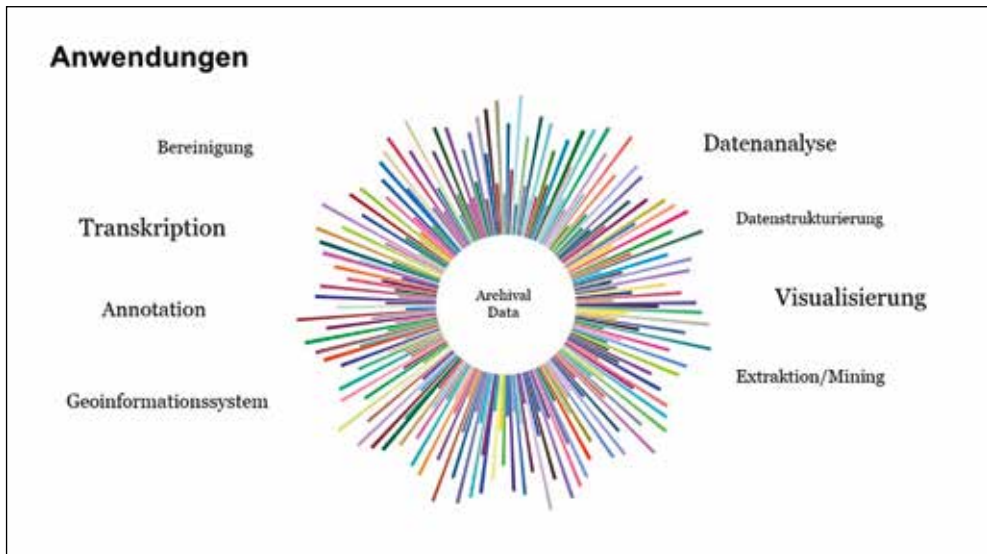 Anwendungen
Bereinigung
Transkription
Annotation
Geoinformationssystem
Archival
Data
Datenanalyse
Datenstrukturierung
Visualisierung
Extraktion/Mining